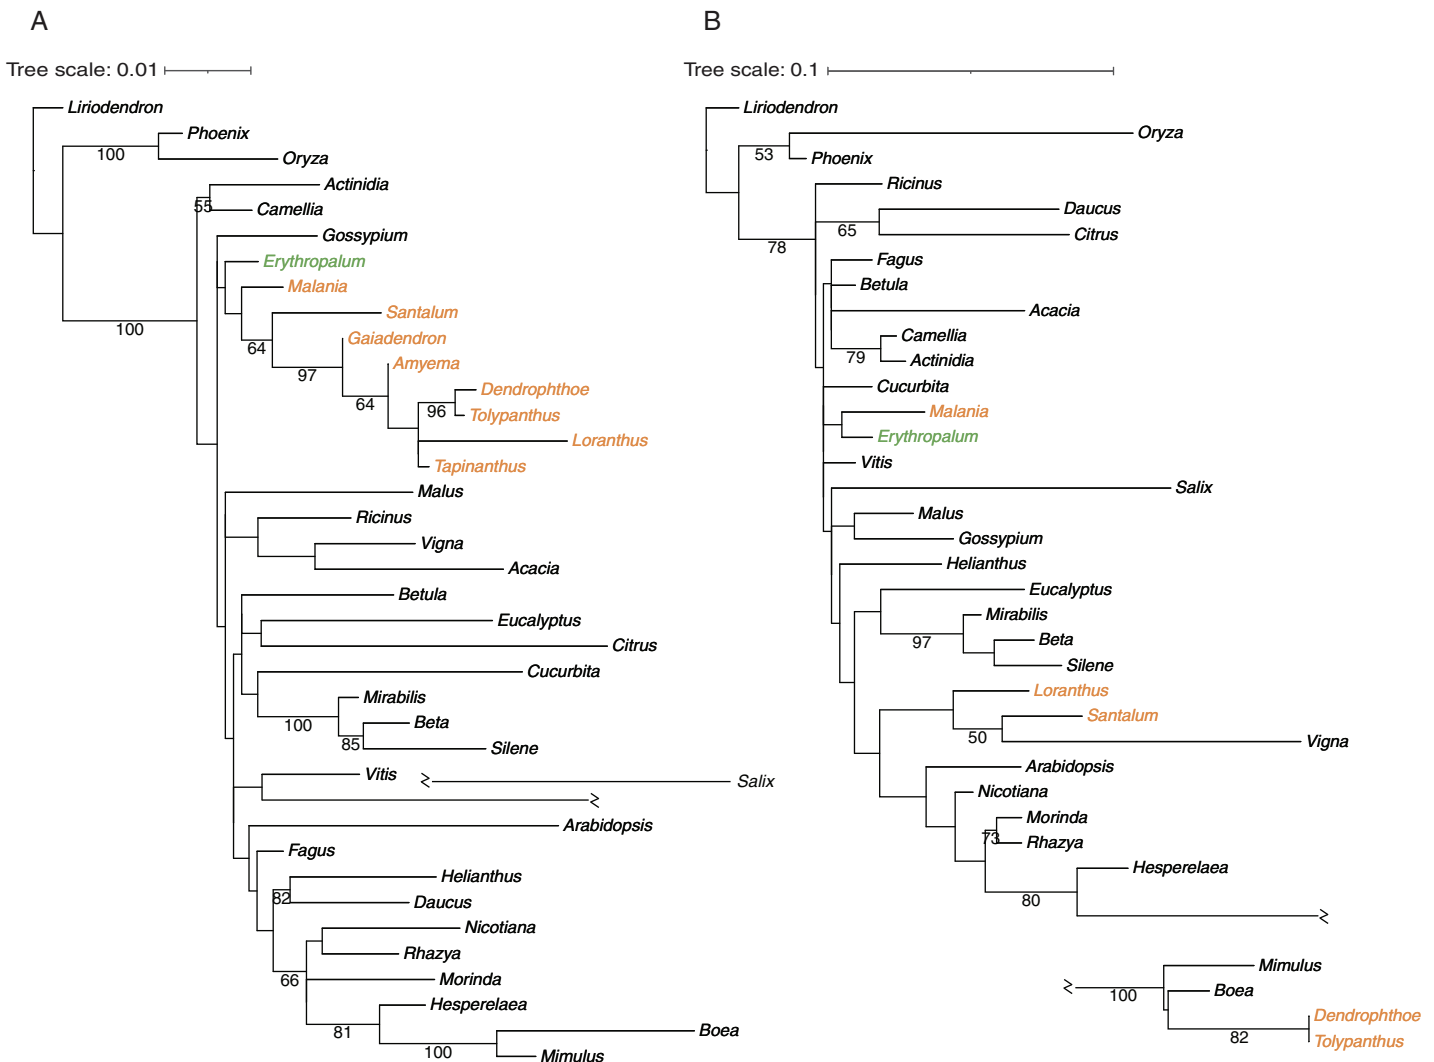 A
Tree scale: 0.01
Liriodendron
Phoenix
100
Oryza
Actinidia
55
Camellia
Gossypium
Erythropalum
Malania
Santalum
100
Gaiadendron
64
Amyema
97
Dendrophthoe
64
96
Tolypanthus
Loranthus
Tapinanthus
Malus
Ricinus
Vigna
Acacia
Betula
Eucalyptus
Citrus
Cucurbita
Mirabilis
100
Beta
85
Silene
Vitis
Salix
Arabidopsis
Fagus
Helianthus
82
Daucus
Nicotiana
Rhazya
66
Morinda
Hesperelaea
81
Boea
100
Mimulus
B
Tree scale: 0.1
Liriodendron
Oryza
53
Phoenix
Ricinus
Daucus
65
Citrus
78
Fagus
Betula
Acacia
Camellia
79
Actinidia
Cucurbita
Malania
Erythropalum
Vitis
Salix
Malus
Gossypium
Helianthus
Eucalyptus
Mirabilis
97
Beta
Silene
Loranthus
Santalum
50
Vigna
Arabidopsis
Nicotiana
Morinda
73
Rhazya
Hesperelaea
80
Mimulus
100
Boea
Dendrophthoe
82
Tolypanthus